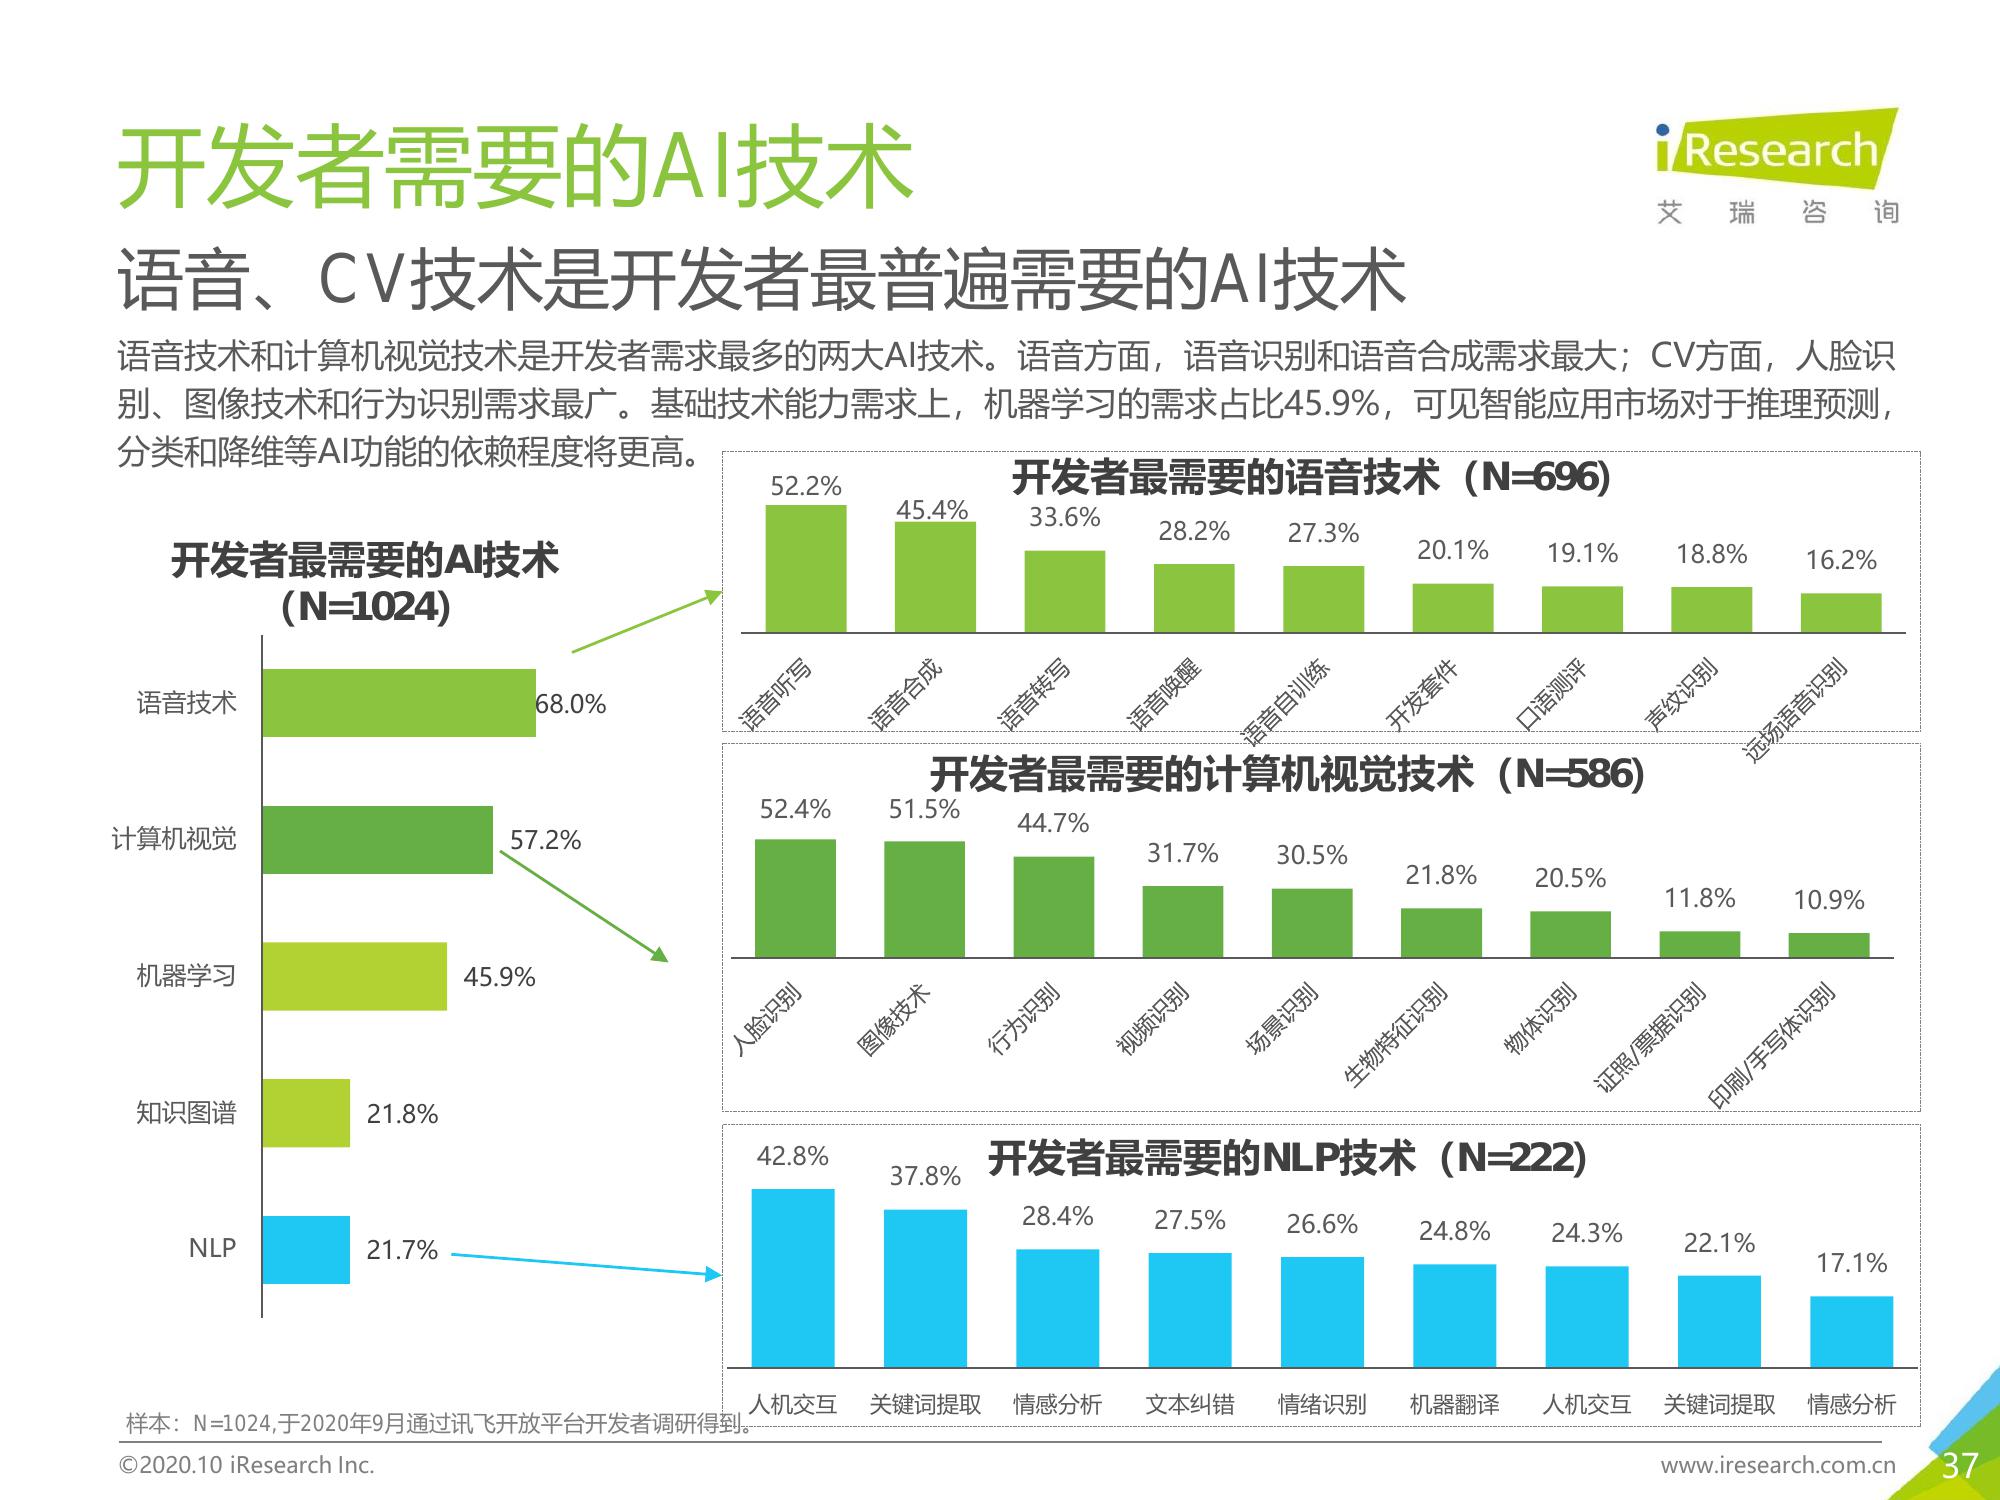 开发者需要的AI技术
iResearch
艾瑞咨询
语音、CV技术是开发者最普遍需要的AI技术
语音技术和计算机视觉技术是开发者需求最多的两大AI技术。语音方面，语音识别和语音合成需求最大；CV方面，人脸识
别、图像技术和行为识别需求最广。基础技术能力需求上，机器学习的需求占比45.9%，可见智能应用市场对于推理预测，
分类和降维等AI功能的依赖程度将更高。
开发者最需要的AI技术
（N=1024）
语音技术 68.0%
计算机视觉 57.2%
机器学习 45.9%
知识图谱 21.8%
NLP 21.7%
开发者最需要的语音技术（N=696）
52.2% 45.4% 33.6% 28.2% 27.3% 20.1% 19.1% 18.8% 16.2%
语音听写 语音合成 语音转写 语音唤醒 语音自训练 开发套件 口语测评 声纹识别 远场语音识别
开发者最需要的计算机视觉技术（N=586）
52.4% 51.5% 44.7% 31.7% 30.5% 21.8% 20.5% 11.8% 10.9%
人脸识别 图像技术 行为识别 视频识别 场景识别 生物特征识别 物体识别 证照/票据识别 印刷/手写体识别
开发者最需要的NLP技术（N=222）
42.8% 37.8% 28.4% 27.5% 26.6% 24.8% 24.3% 22.1% 17.1%
人机交互 关键词提取 情感分析 文本纠错 情绪识别 机器翻译 人机交互 关键词提取 情感分析
样本：N=1024,于2020年9月通过讯飞开放平台开发者调研得到。
©2020.10 iResearch Inc.
www.iresearch.com.cn
37